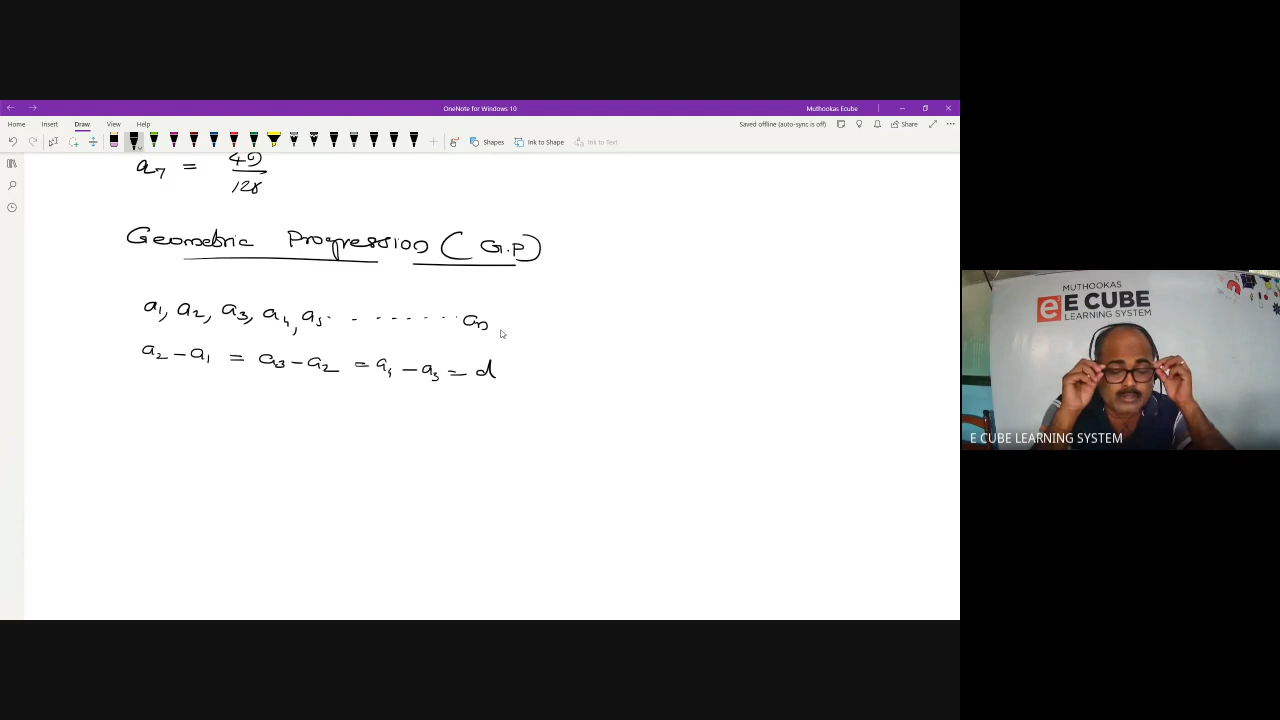 OneNote for Windows 10
Muthookas Ecube
Home Insert Draw View Help
Saved offline (auto-sync is off)
Share
Shapes
Ink to Shape
Ink to Text
a₇ = 49/128
Geometric Progression (G.P)
a₁, a₂, a₃, a₄, a₅. . ....... aₙ
a₂ − a₁ = a₃ − a₂ = a₄ − a₃ = d
MUTHOOKAS
e E CUBE
LEARNING SYSTEM
E CUBE LEARNING SYSTEM